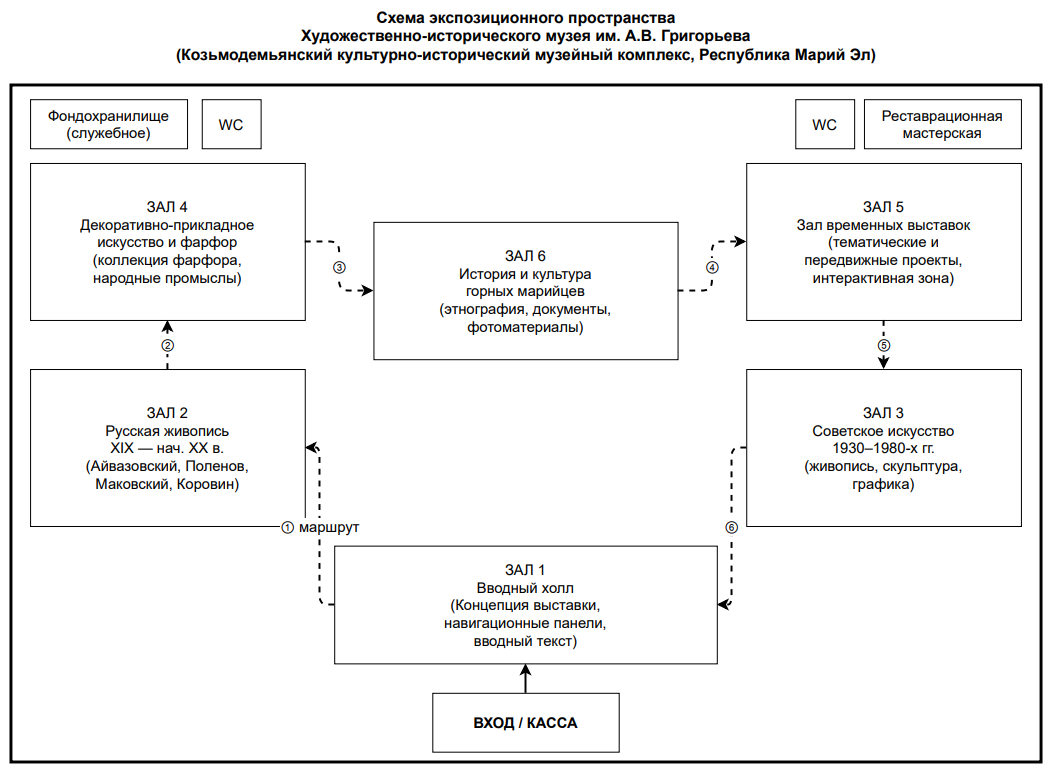 Схема экспозиционного пространства
Художественно-исторического музея им. А.В. Григорьева
(Козьмодемьянский культурно-исторический музейный комплекс, Республика Марий Эл)
Фондохранилище
(служебное)
WC
WC
Реставрационная
мастерская
ЗАЛ 4
Декоративно-прикладное
искусство и фарфор
(коллекция фарфора,
народные промыслы)
③
ЗАЛ 6
История и культура
горных марийцев
(этнография, документы,
фотоматериалы)
④
ЗАЛ 5
Зал временных выставок
(тематические и
передвижные проекты,
интерактивная зона)
②
⑤
ЗАЛ 2
Русская живопись
XIX — нач. XX в.
(Айвазовский, Поленов,
Маковский, Коровин)
ЗАЛ 3
Советское искусство
1930–1980-х гг.
(живопись, скульптура,
графика)
① маршрут
⑥
ЗАЛ 1
Вводный холл
(Концепция выставки,
навигационные панели,
вводный текст)
ВХОД / КАССА